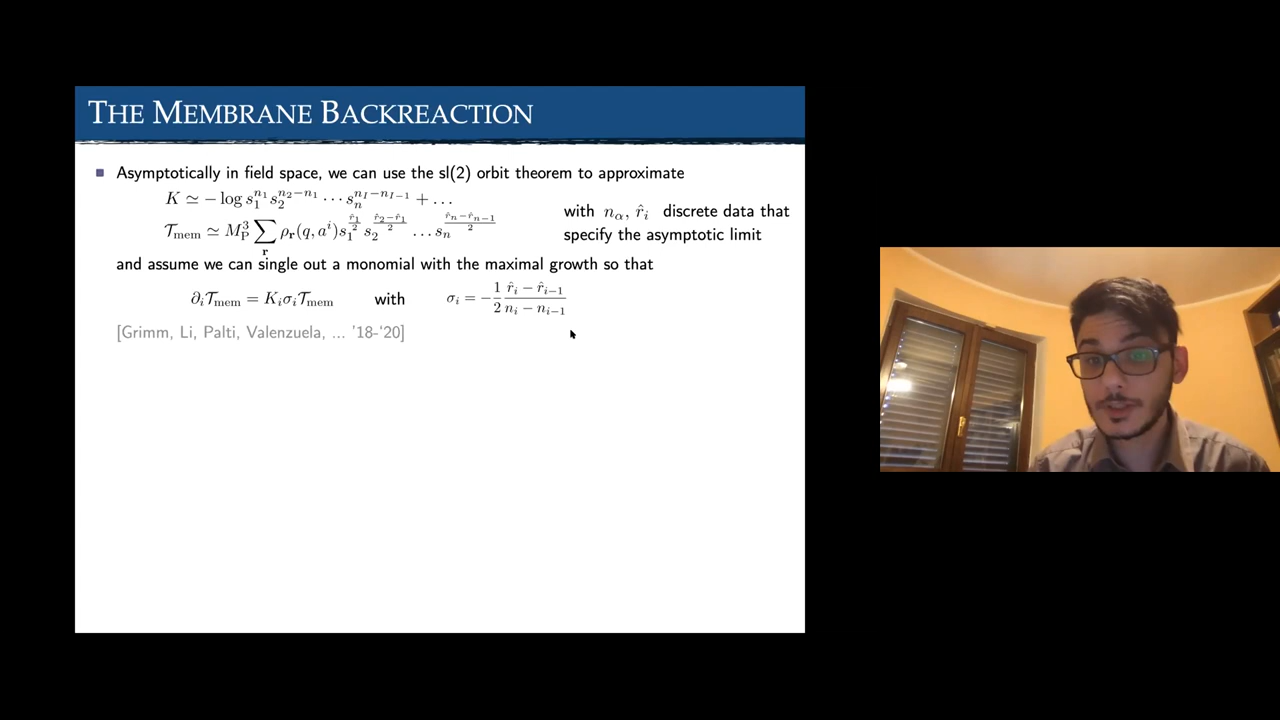 THE MEMBRANE BACKREACTION
Asymptotically in field space, we can use the sl(2) orbit theorem to approximate
K ≃ − log s_1^{n_1} s_2^{n_2−n_1} ⋯ s_n^{n_I−n_{I−1}} + …
𝒯_mem ≃ M_P^3 ∑_r ρ_r(q, a^i) s_1^{r̂_1/2} s_2^{(r̂_2−r̂_1)/2} … s_n^{(r̂_n−r̂_{n−1})/2}
with n_α, r̂_i discrete data that
specify the asymptotic limit
and assume we can single out a monomial with the maximal growth so that
∂_i 𝒯_mem = K_i σ_i 𝒯_mem with σ_i = −(1/2) (r̂_i − r̂_{i−1})/(n_i − n_{i−1})
[Grimm, Li, Palti, Valenzuela, ... '18-'20]